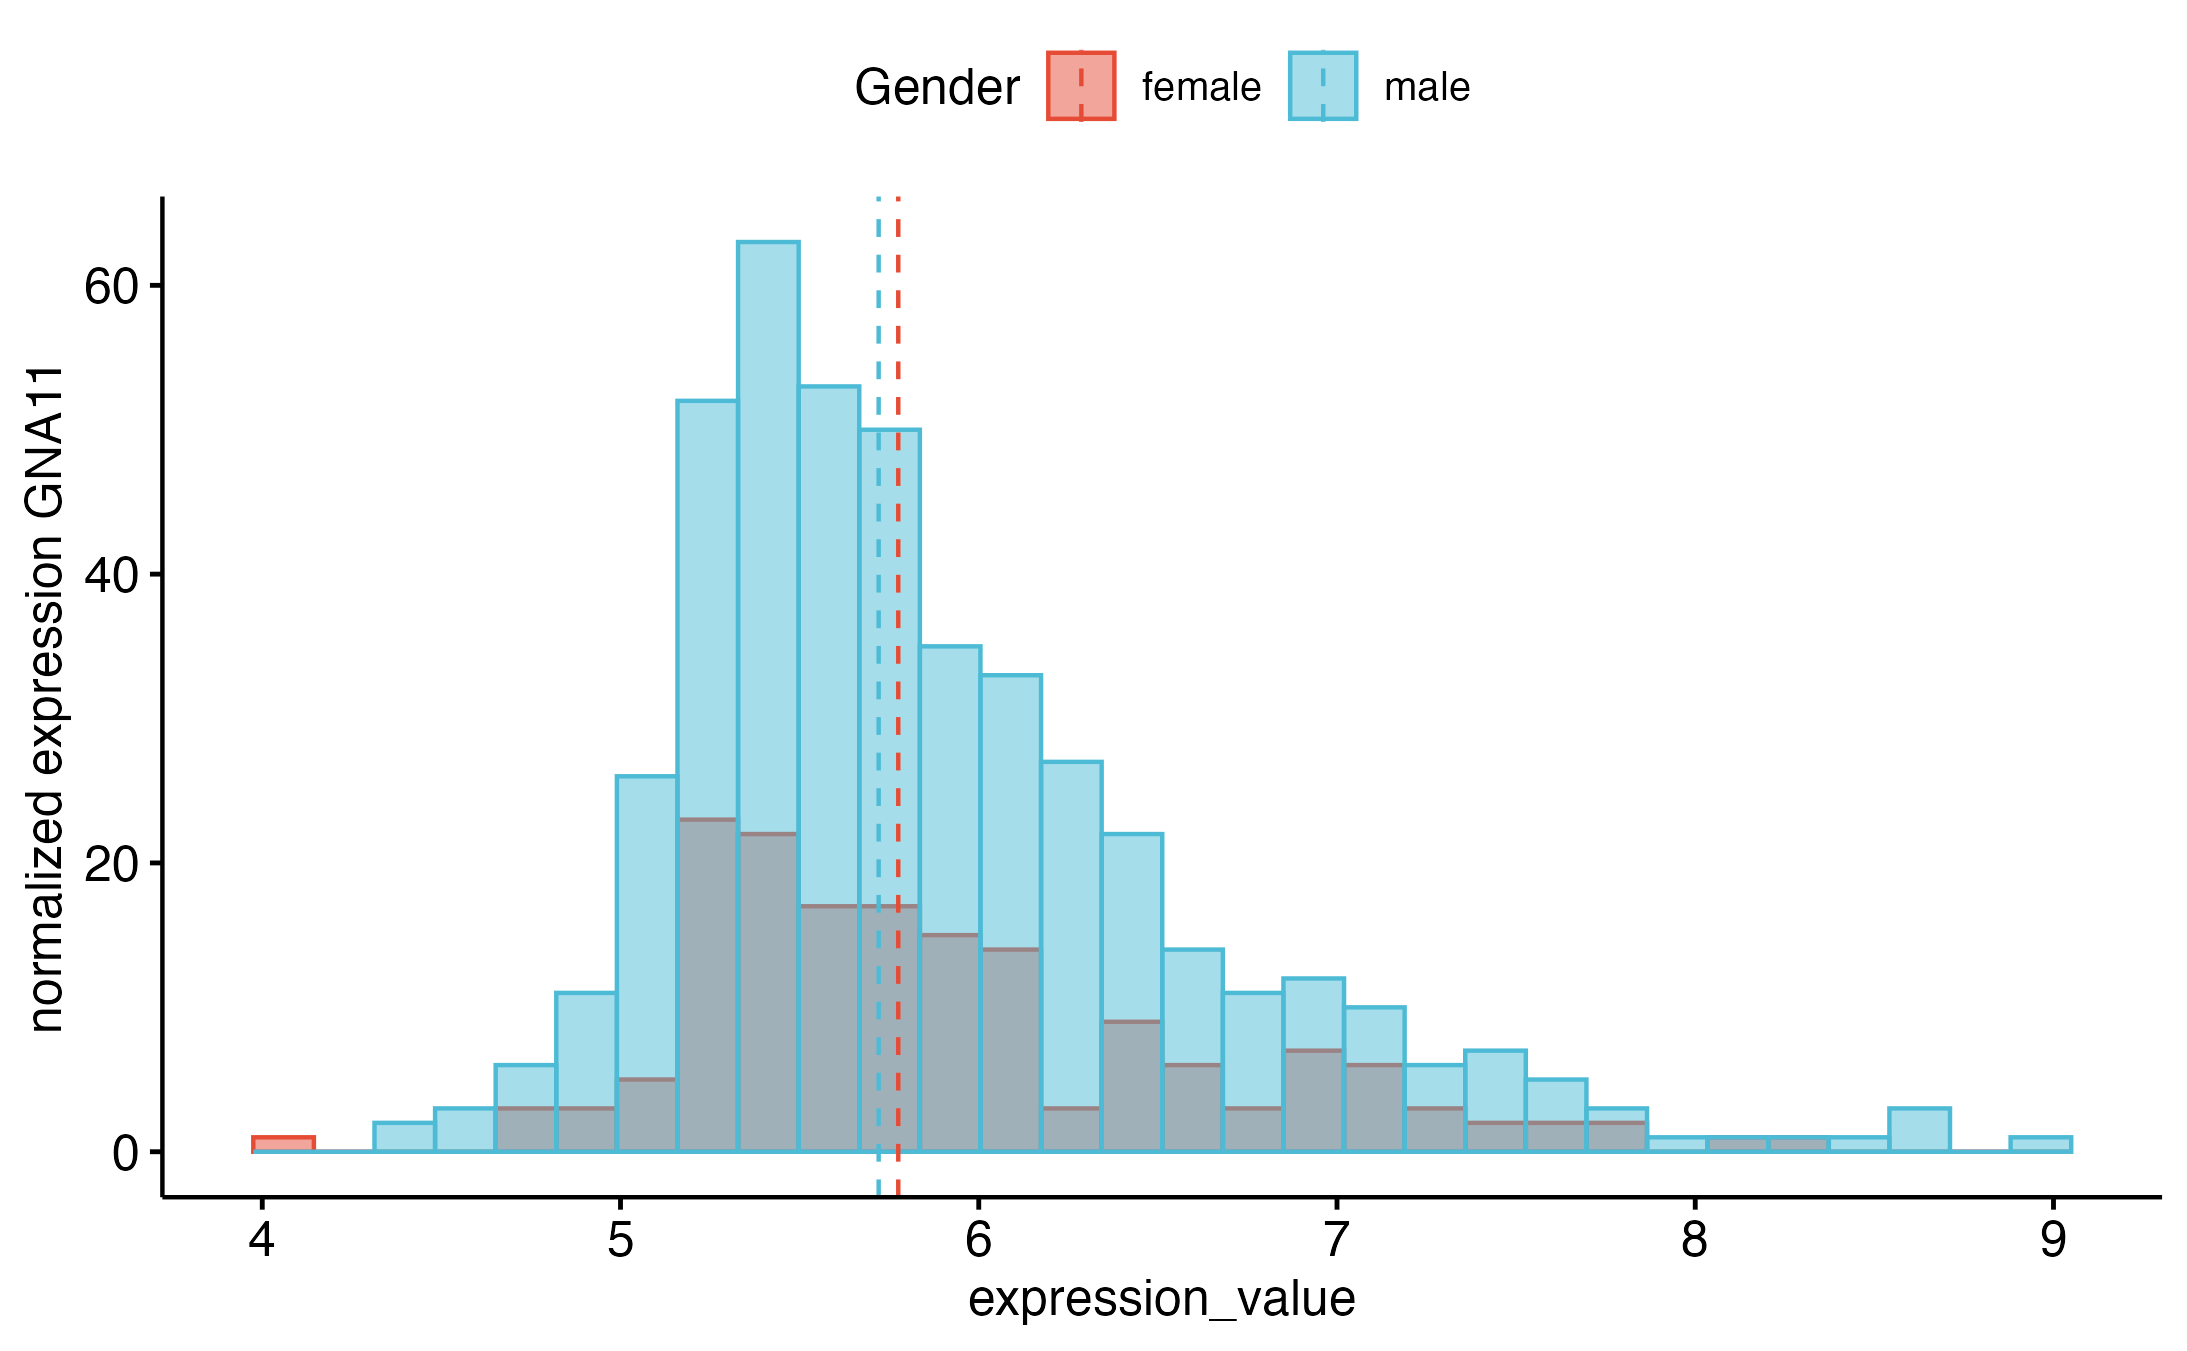 Gender female male
normalized expression GNA11
60
40
20
0
4 5 6 7 8 9
expression_value